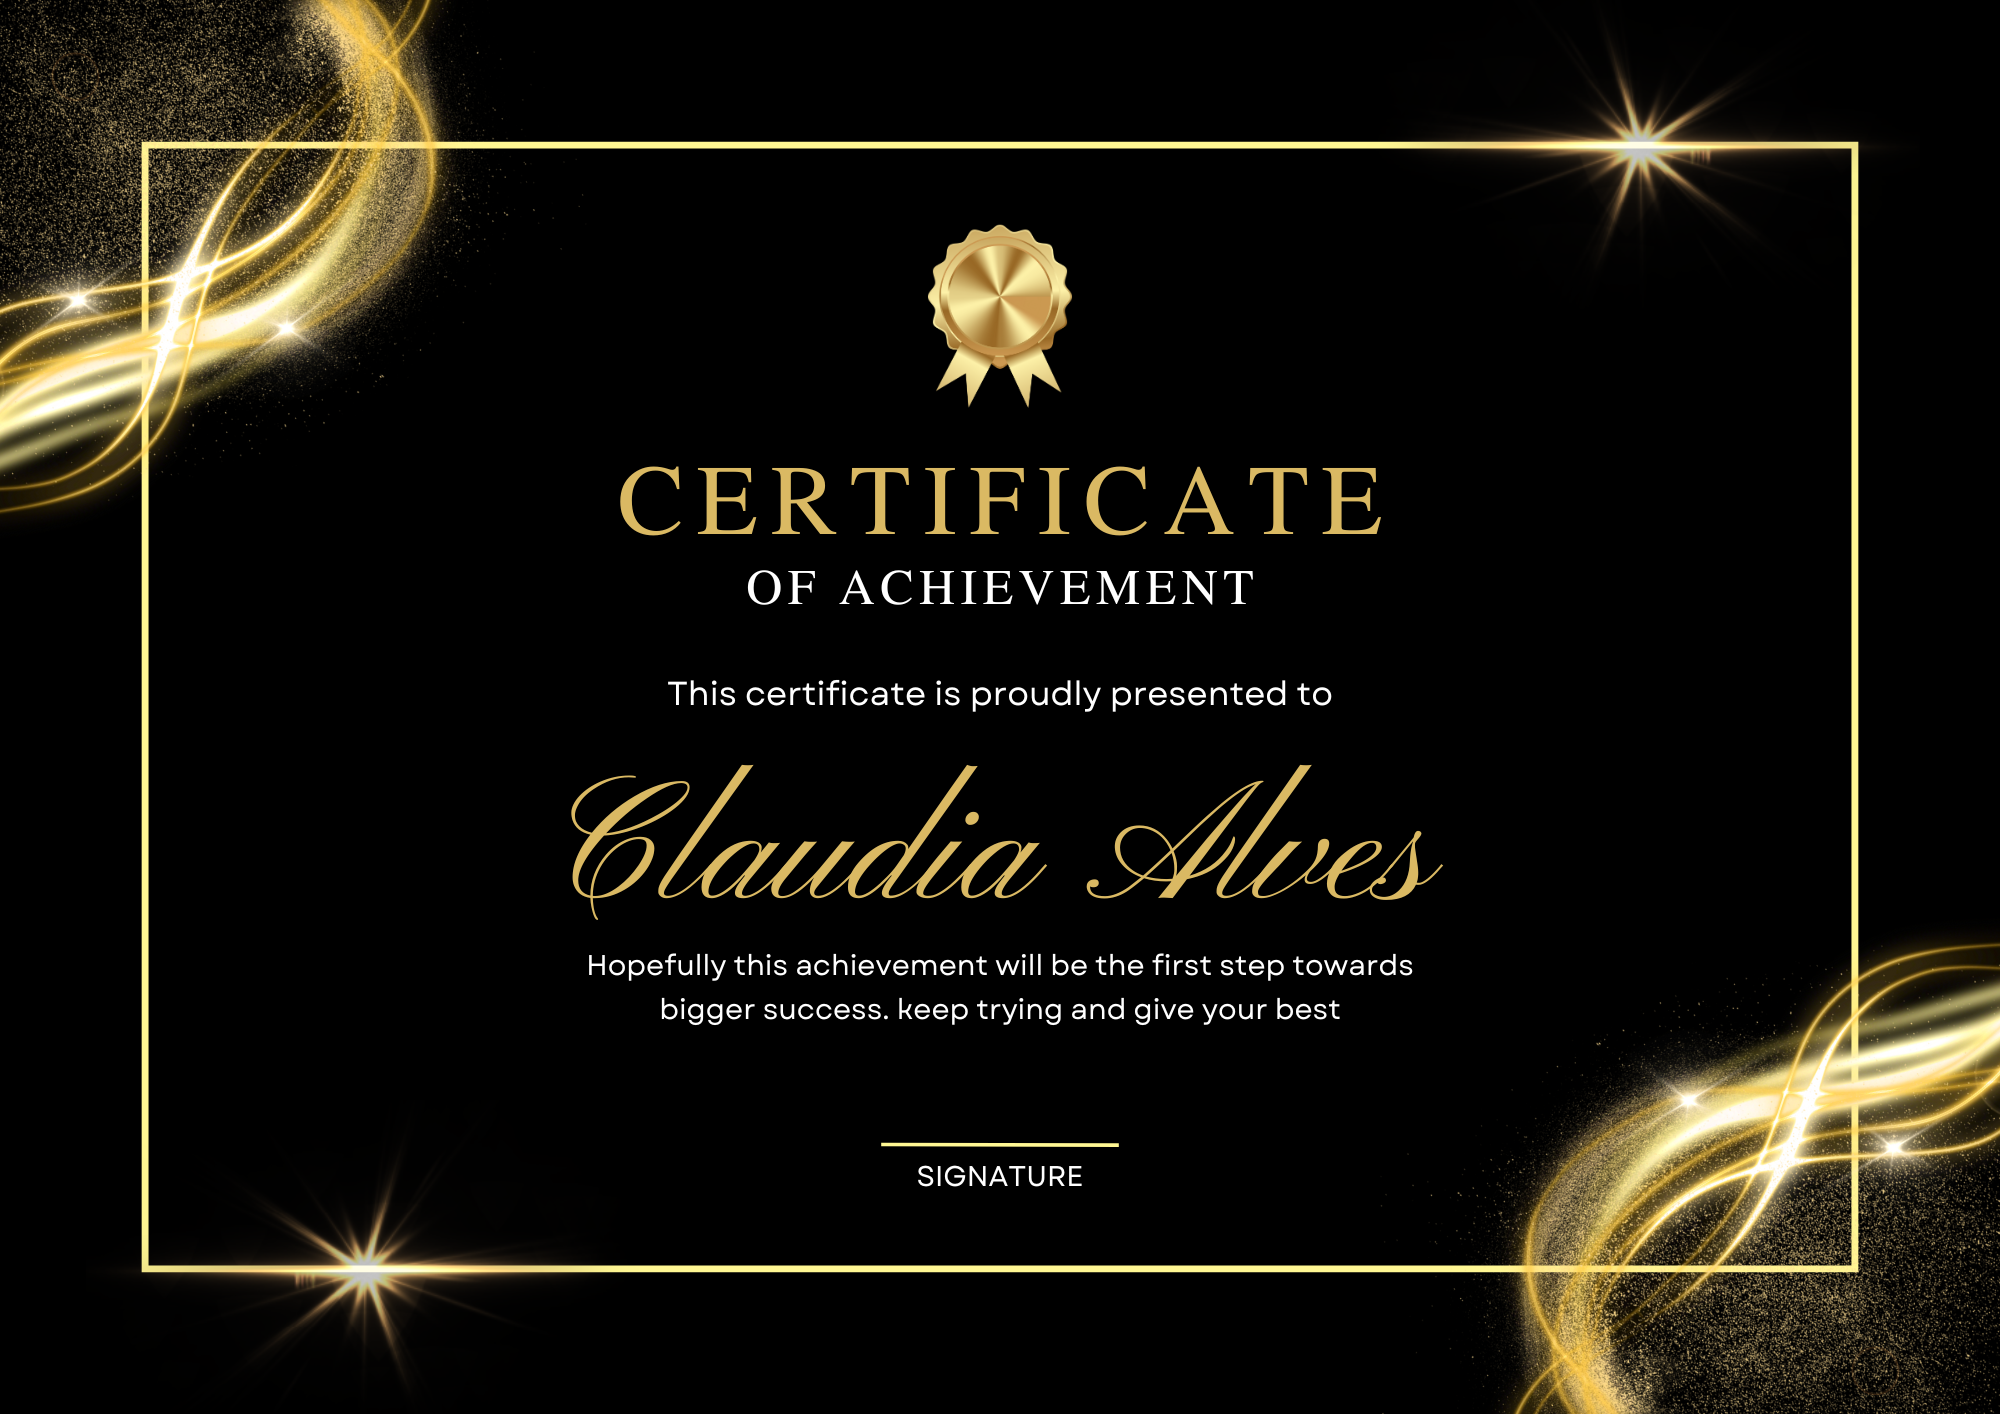 CERTIFICATE
OF ACHIEVEMENT
This certificate is proudly presented to
Claudia Alves
Hopefully this achievement will be the first step towards
bigger success. keep trying and give your best
SIGNATURE